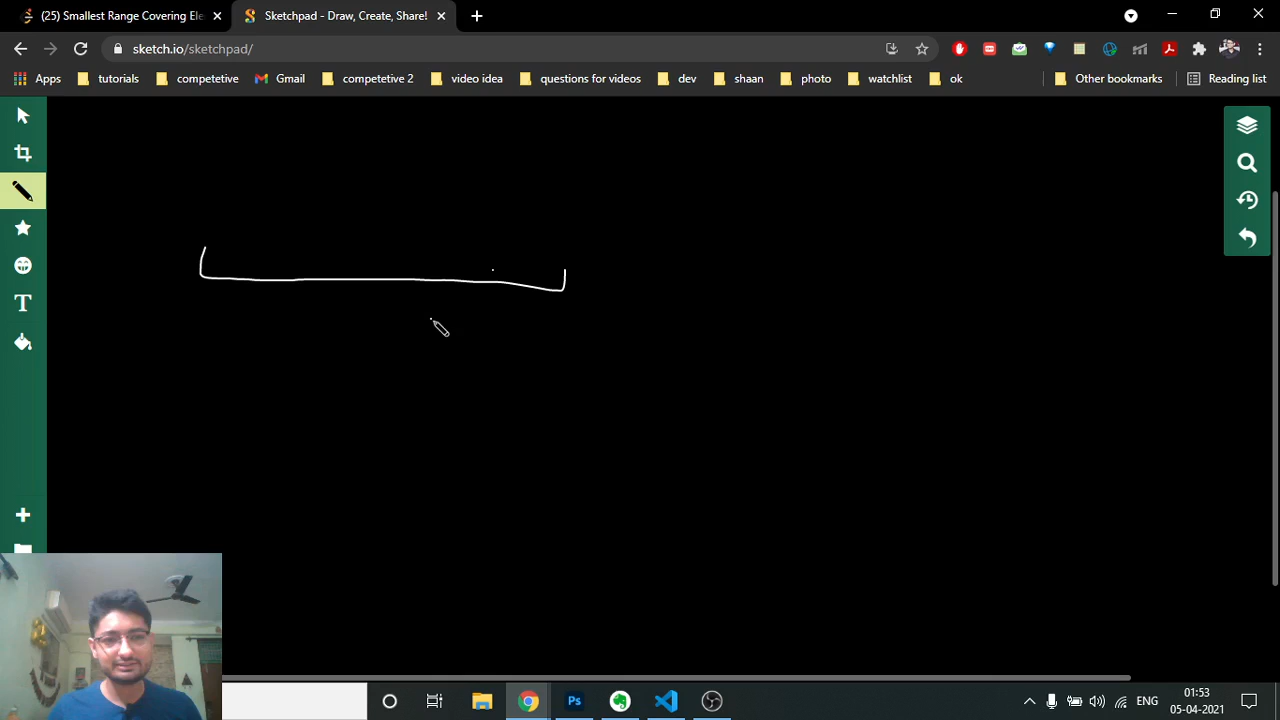 (25) Smallest Range Covering Ele
Sketchpad - Draw, Create, Share!
sketch.io/sketchpad/
Apps
tutorials
competetive
Gmail
competetive 2
video idea
questions for videos
dev
shaan
photo
watchlist
ok
Other bookmarks
Reading list
T
Ps
ENG
01:53
05-04-2021